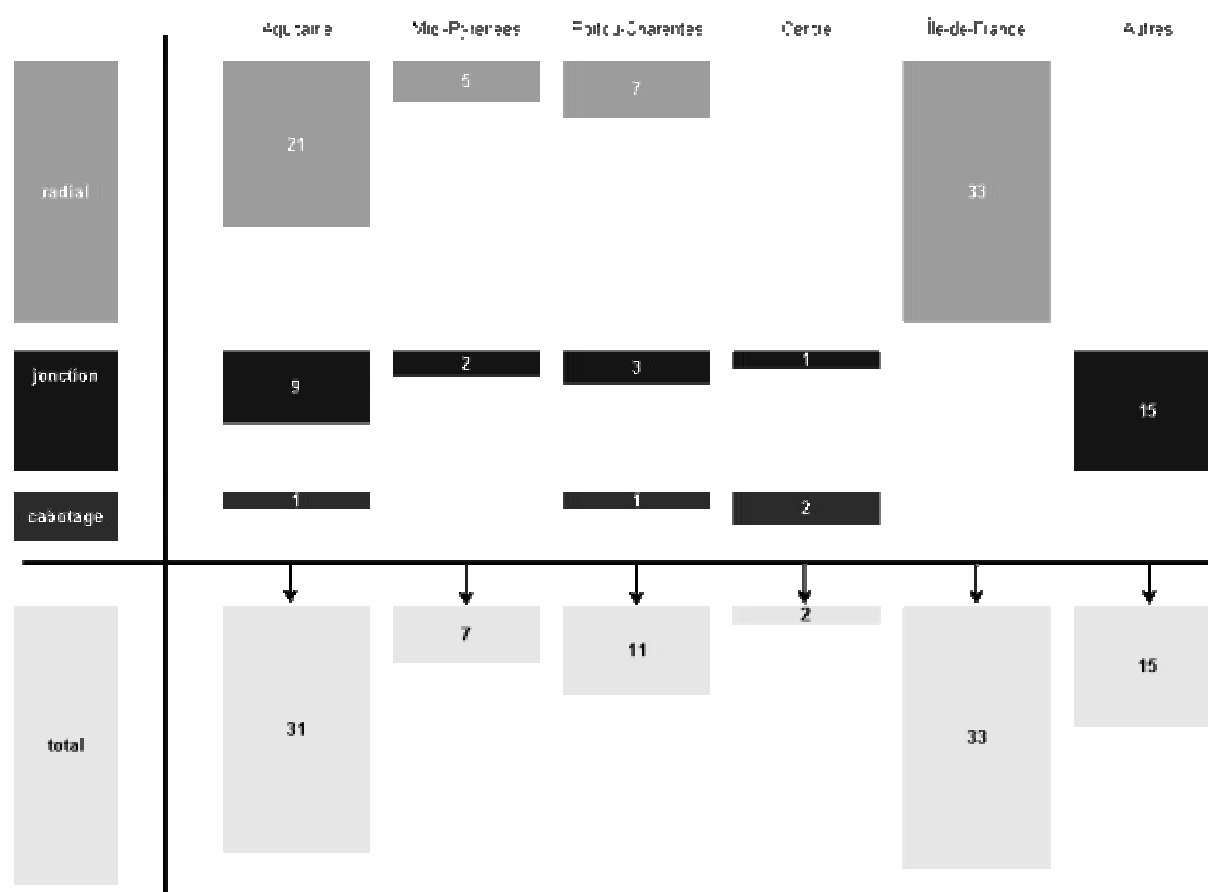 Aquitaine Midi-Pyrénées Poitou-Charentes Centre Île-de-France Autres
5
7
21
radial 33
jonction 2 3 1
9 15
cabotage 1 1 2
2
7
11 15
31
total 33